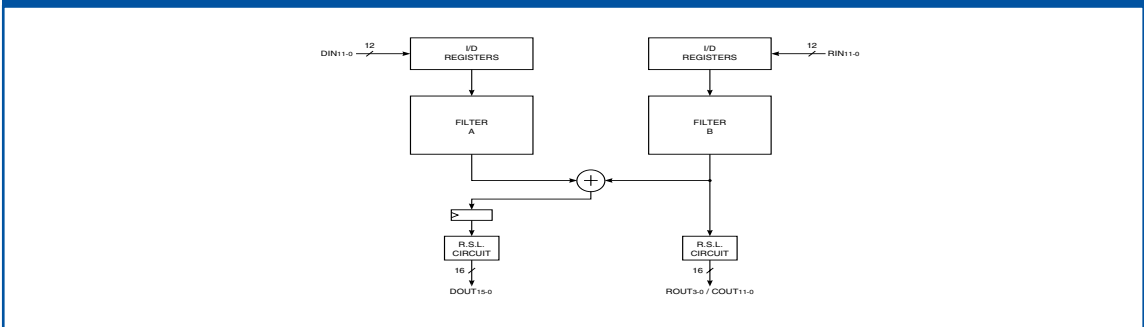 DIN11-0
12
I/D
REGISTERS
I/D
REGISTERS
12
RIN11-0
FILTER
A
FILTER
B
R.S.L.
CIRCUIT
R.S.L.
CIRCUIT
16
16
DOUT15-0
ROUT3-0 / COUT11-0